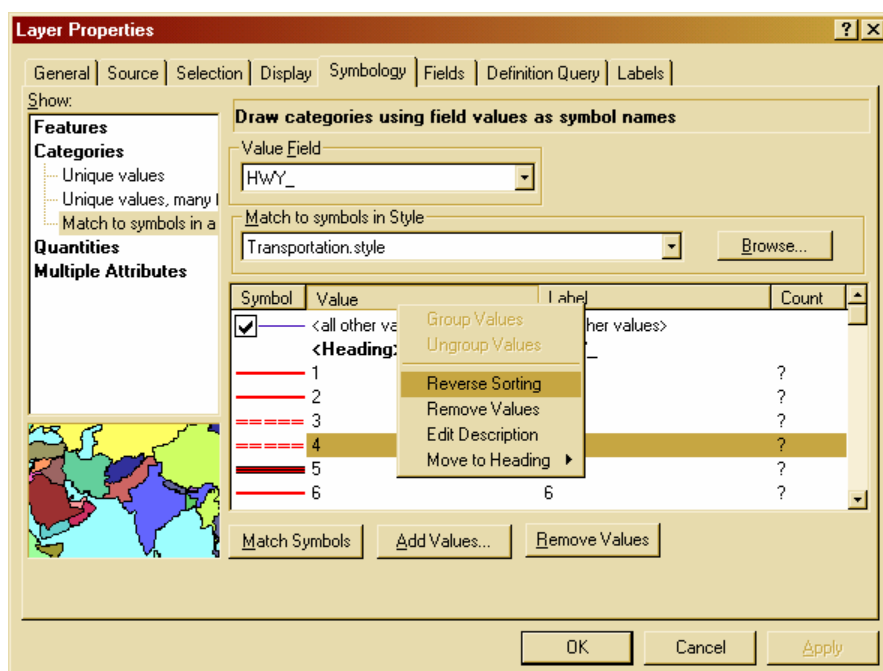 Layer Properties
General Source Selection Display Symbology Fields Definition Query Labels
Show:
Features
Categories
Unique values
Unique values, many
Match to symbols in a
Quantities
Multiple Attributes
Draw categories using field values as symbol names
Value Field
HWY_
Match to symbols in Style
Transportation.style
Browse...
Symbol Value Label Count
<all other va her values>
<Heading> _
1 ?
2 ?
3 ?
4 ?
5 ?
6 6 ?
Group Values
Ungroup Values
Reverse Sorting
Remove Values
Edit Description
Move to Heading
Match Symbols Add Values... Remove Values
OK Cancel Apply